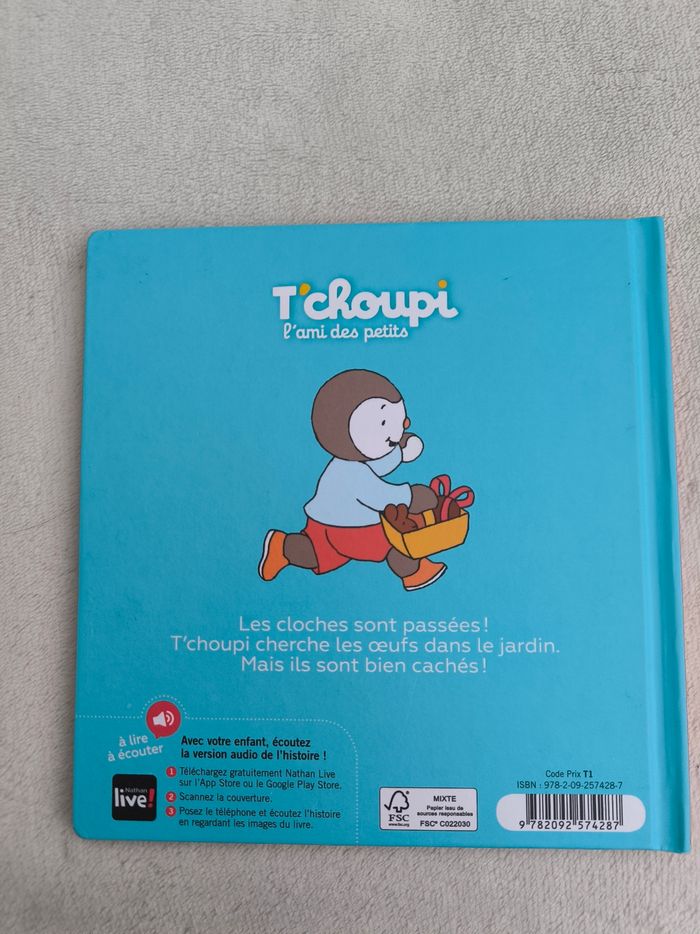 T'choupi
l'ami des petits
Les cloches sont passées !
T'choupi cherche les œufs dans le jardin.
Mais ils sont bien cachés !
à lire
à écouter
Avec votre enfant, écoutez
la version audio de l'histoire !
1 Téléchargez gratuitement Nathan Live
sur l'App Store ou le Google Play Store.
2 Scannez la couverture.
3 Posez le téléphone et écoutez l'histoire
en regardant les images du livre.
Nathan
live!
FSC
www.fsc.org
MIXTE
Papier issu de
sources responsables
FSC® C022030
Code Prix T1
ISBN : 978-2-09-257428-7
9 782092 574287